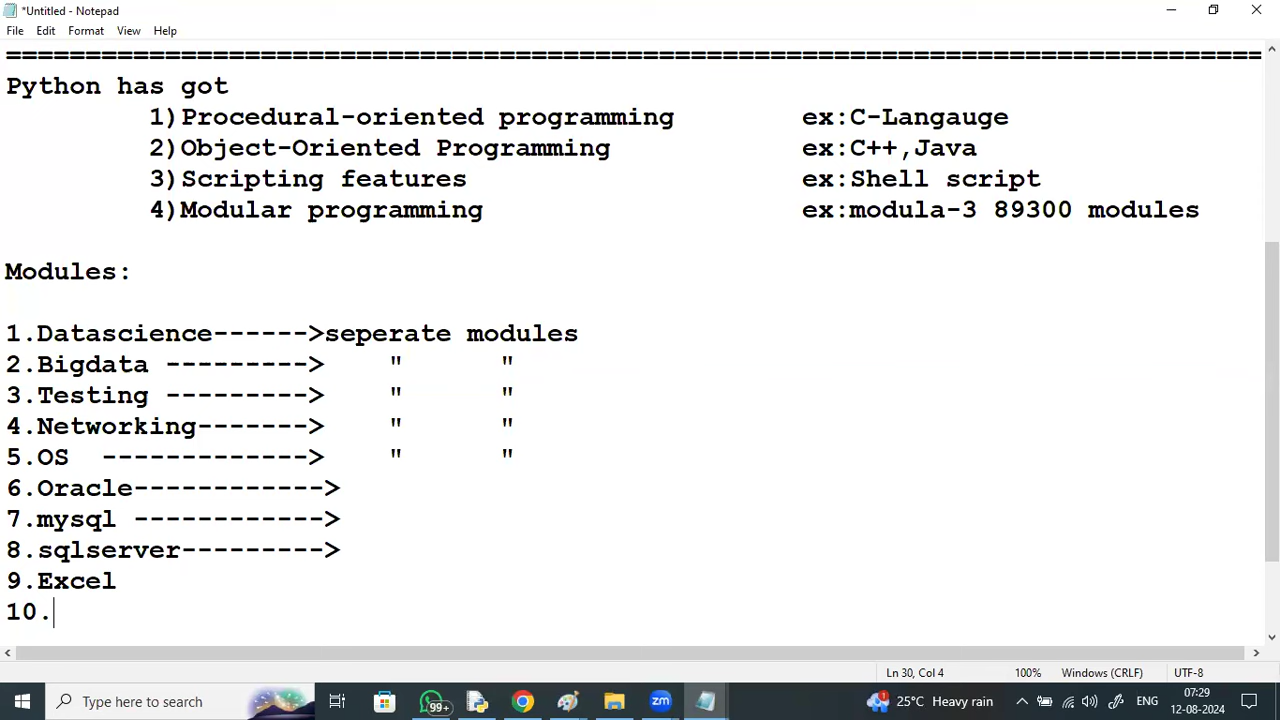 *Untitled - Notepad
File Edit Format View Help
==================================================================================
Python has got
1)Procedural-oriented programming ex:C-Langauge
2)Object-Oriented Programming ex:C++,Java
3)Scripting features ex:Shell script
4)Modular programming ex:modula-3 89300 modules
Modules:
1.Datascience------>seperate modules
2.Bigdata ---------> " "
3.Testing ---------> " "
4.Networking-------> " "
5.OS -------------> " "
6.Oracle------------>
7.mysql ------------>
8.sqlserver--------->
9.Excel
10.
Ln 30, Col 4 100% Windows (CRLF) UTF-8
Type here to search 99+ zm 25°C Heavy rain ENG 07:29
12-08-2024